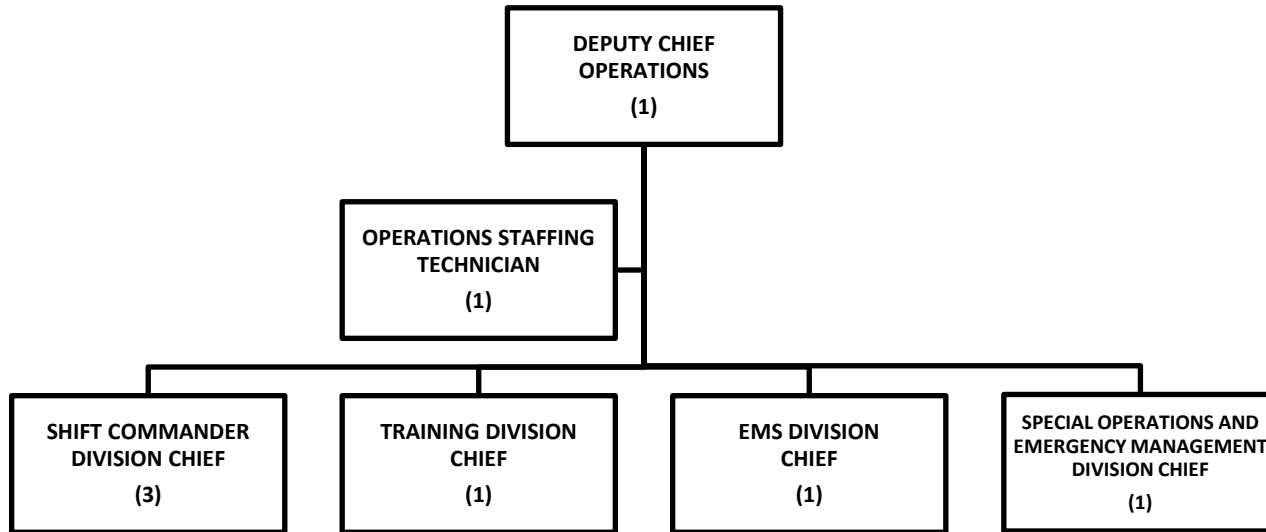 DEPUTY CHIEF
OPERATIONS
(1)
OPERATIONS STAFFING
TECHNICIAN
(1)
SHIFT COMMANDER
DIVISION CHIEF
(3)
TRAINING DIVISION
CHIEF
(1)
EMS DIVISION
CHIEF
(1)
SPECIAL OPERATIONS AND
EMERGENCY MANAGEMENT
DIVISION CHIEF
(1)